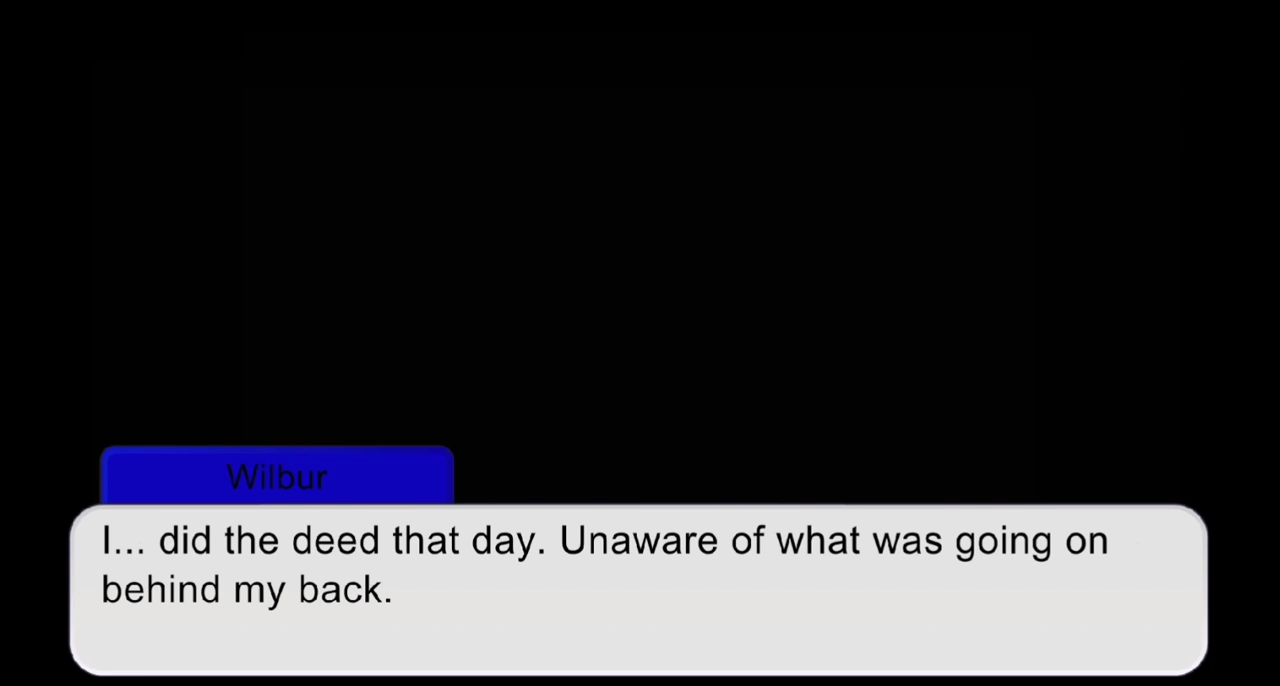 Wilbur
I... did the deed that day. Unaware of what was going on
behind my back.